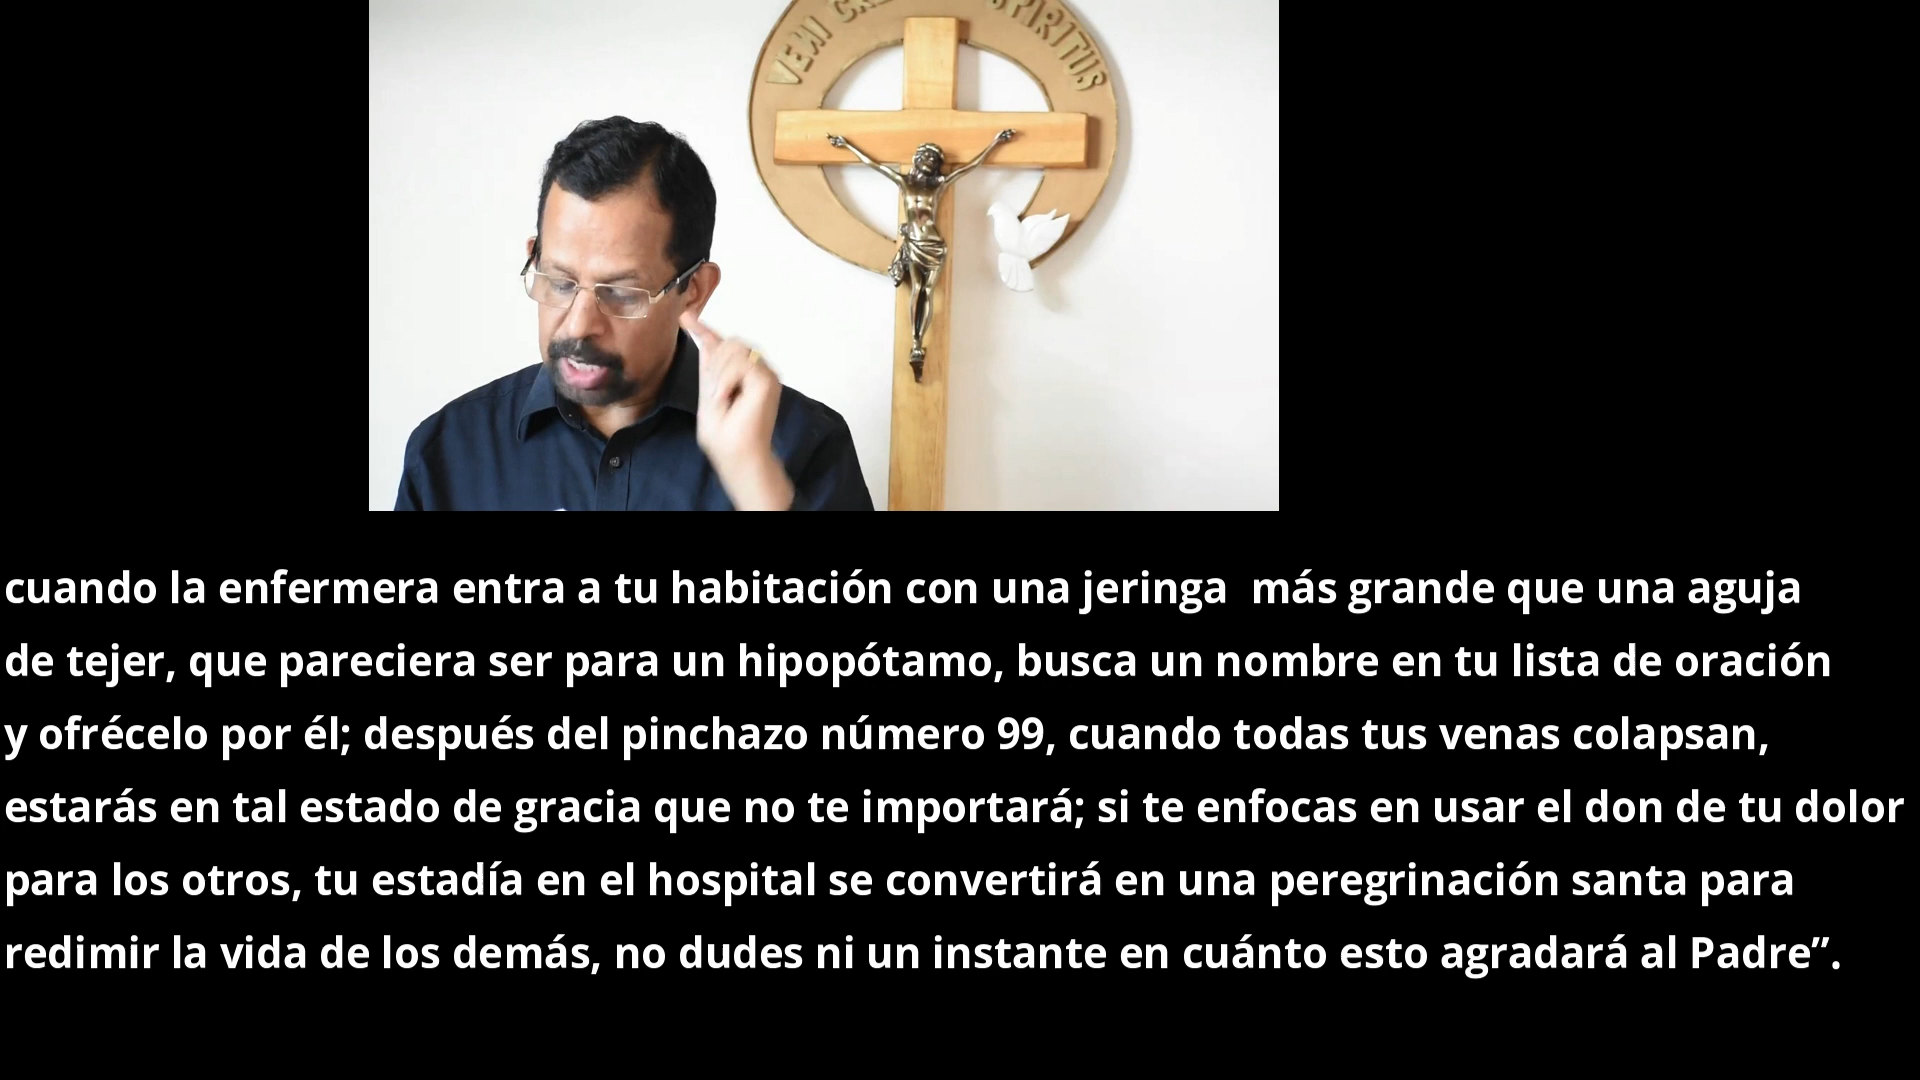 VENI CRE SPIRITUS
cuando la enfermera entra a tu habitación con una jeringa  más grande que una aguja
de tejer, que pareciera ser para un hipopótamo, busca un nombre en tu lista de oración
y ofrécelo por él; después del pinchazo número 99, cuando todas tus venas colapsan,
estarás en tal estado de gracia que no te importará; si te enfocas en usar el don de tu dolor
para los otros, tu estadía en el hospital se convertirá en una peregrinación santa para
redimir la vida de los demás, no dudes ni un instante en cuánto esto agradará al Padre”.